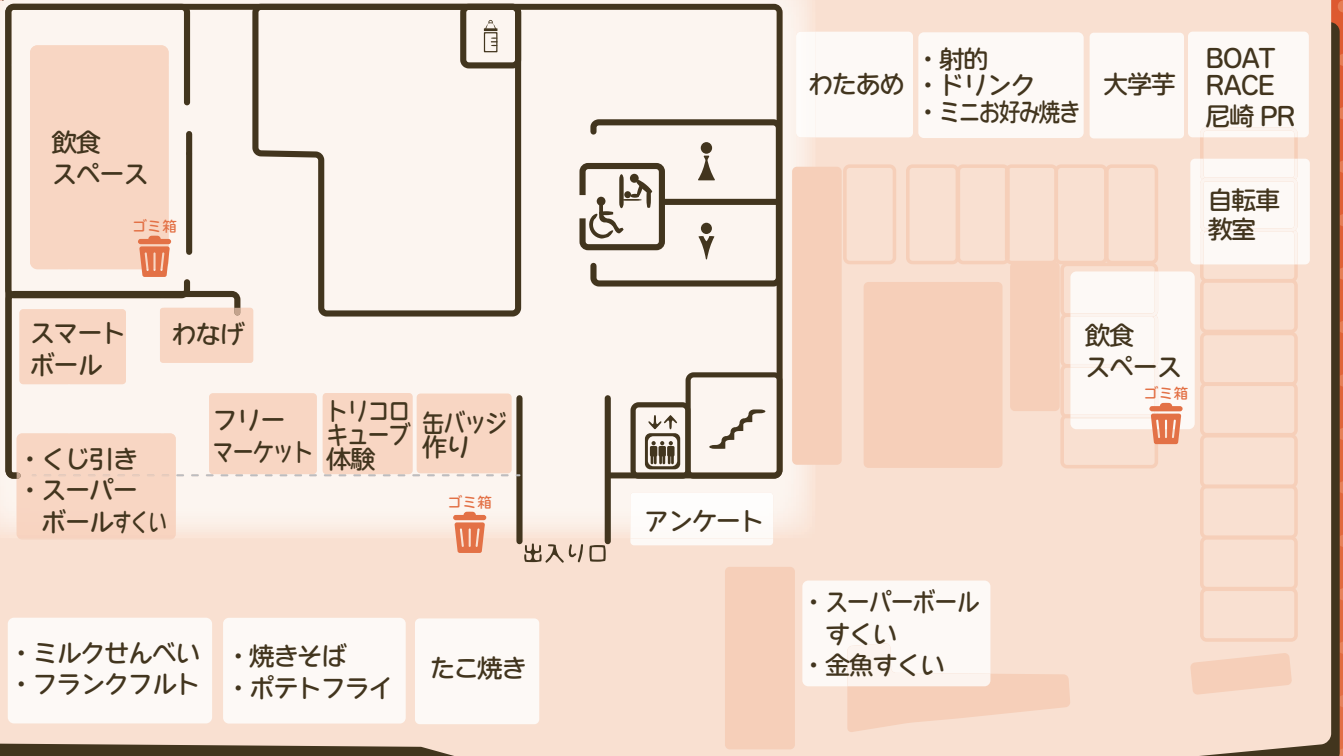 飲食
スペース
ゴミ箱
スマート
ボール
わなげ
フリー
マーケット
トリコロ
キューブ
体験
缶バッジ
作り
・くじ引き
・スーパー
ボールすくい
ゴミ箱
出入り口
アンケート
わたあめ
・射的
・ドリンク
・ミニお好み焼き
大学芋
BOAT
RACE
尼崎 PR
自転車
教室
飲食
スペース
ゴミ箱
・ミルクせんべい
・フランクフルト
・焼きそば
・ポテトフライ
たこ焼き
・スーパーボール
すくい
・金魚すくい